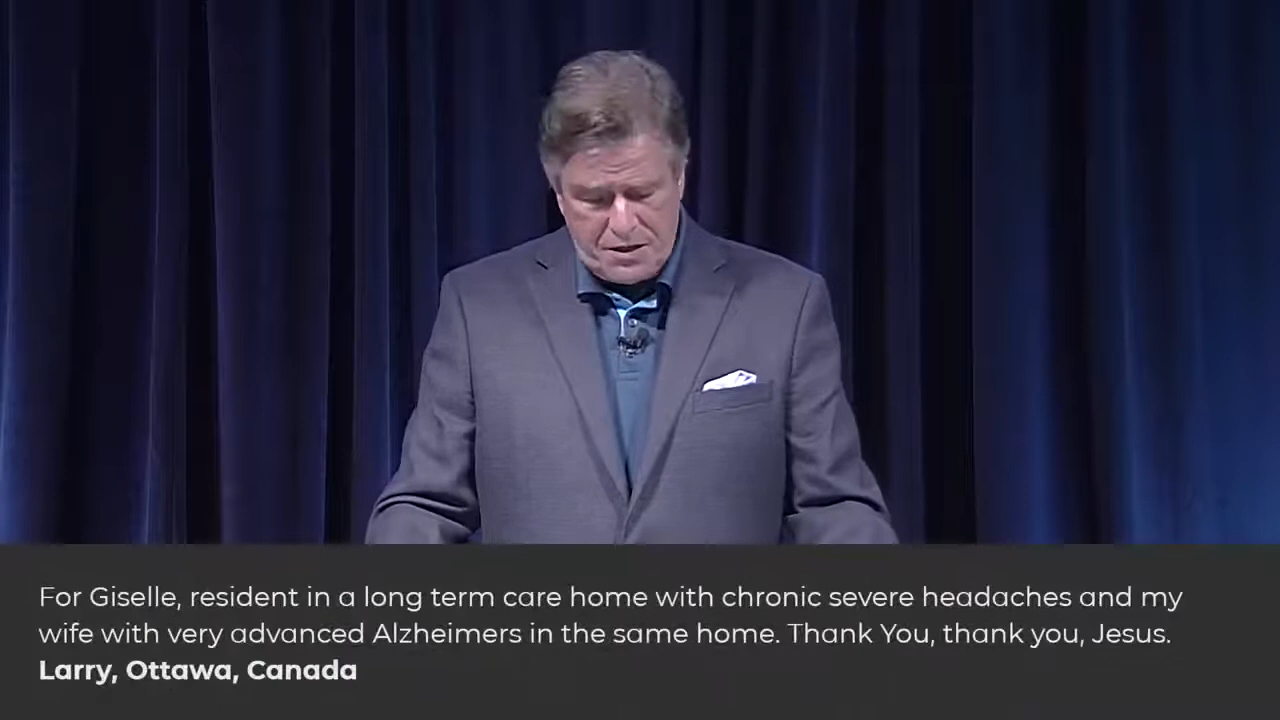 For Giselle, resident in a long term care home with chronic severe headaches and my
wife with very advanced Alzheimers in the same home. Thank You, thank you, Jesus.
Larry, Ottawa, Canada